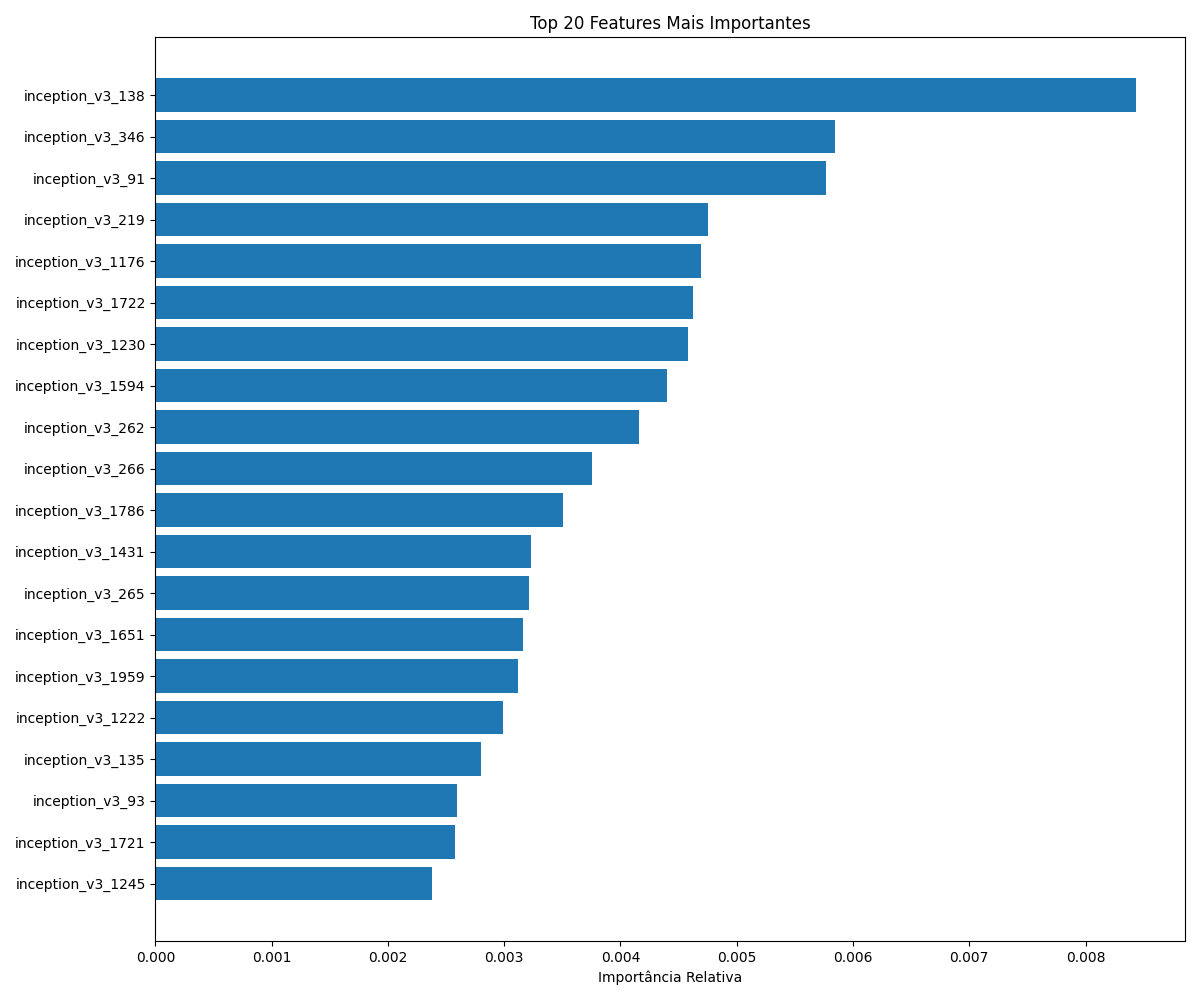 Top 20 Features Mais Importantes
inception_v3_138
inception_v3_346
inception_v3_91
inception_v3_219
inception_v3_1176
inception_v3_1722
inception_v3_1230
inception_v3_1594
inception_v3_262
inception_v3_266
inception_v3_1786
inception_v3_1431
inception_v3_265
inception_v3_1651
inception_v3_1959
inception_v3_1222
inception_v3_135
inception_v3_93
inception_v3_1721
inception_v3_1245
0.000 0.001 0.002 0.003 0.004 0.005 0.006 0.007 0.008
Importância Relativa